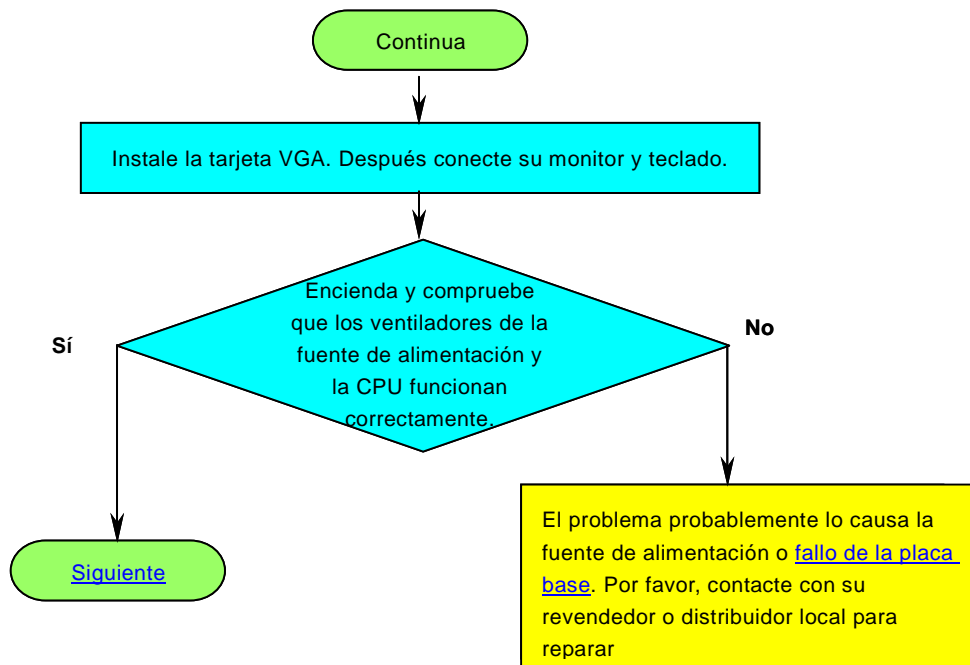 Continua
Instale la tarjeta VGA. Después conecte su monitor y teclado.
Encienda y compruebe
que los ventiladores de la
fuente de alimentación y
la CPU funcionan
correctamente.
Sí
No
Siguiente
El problema probablemente lo causa la
fuente de alimentación o fallo de la placa
base. Por favor, contacte con su
revendedor o distribuidor local para
reparar